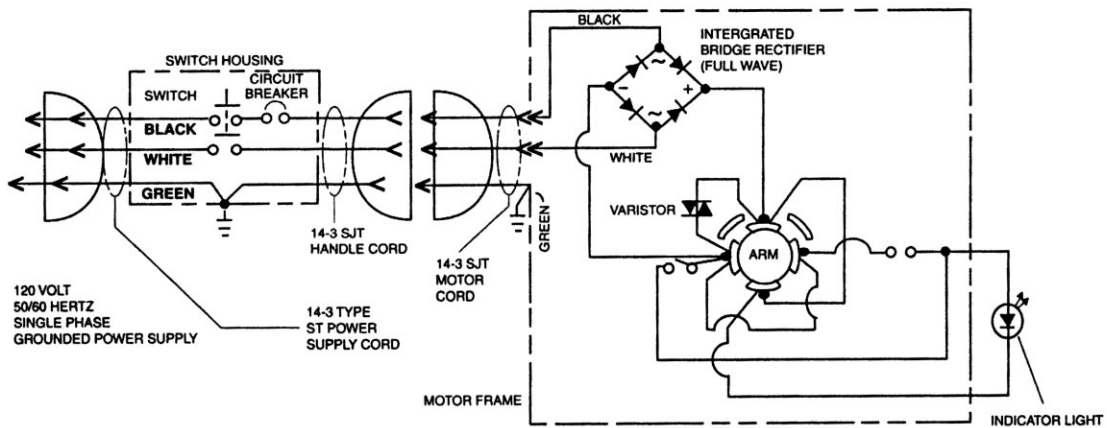 BLACK
INTERGRATED
BRIDGE RECTIFIER
(FULL WAVE)
SWITCH HOUSING
CIRCUIT
BREAKER
SWITCH
BLACK
WHITE
GREEN
~
-
+
~
WHITE
GREEN
VARISTOR
ARM
14-3 SJT
HANDLE CORD
14-3 SJT
MOTOR
CORD
120 VOLT
50/60 HERTZ
SINGLE PHASE
GROUNDED POWER SUPPLY
14-3 TYPE
ST POWER
SUPPLY CORD
MOTOR FRAME
INDICATOR LIGHT